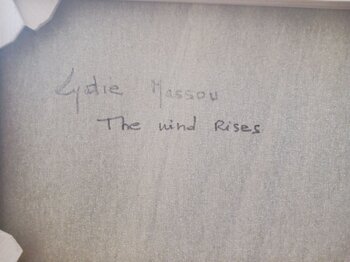 Lydie Massou
The wind Rises